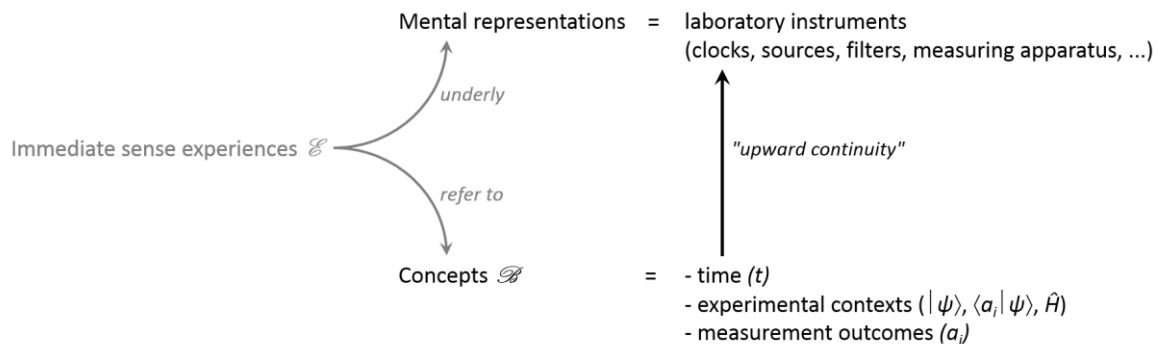 Mental representations = laboratory instruments
(clocks, sources, filters, measuring apparatus, ...)
underly
Immediate sense experiences ℰ
"upward continuity"
refer to
Concepts ℬ = - time (t)
- experimental contexts (|ψ⟩, ⟨aᵢ|ψ⟩, Ĥ)
- measurement outcomes (aᵢ)